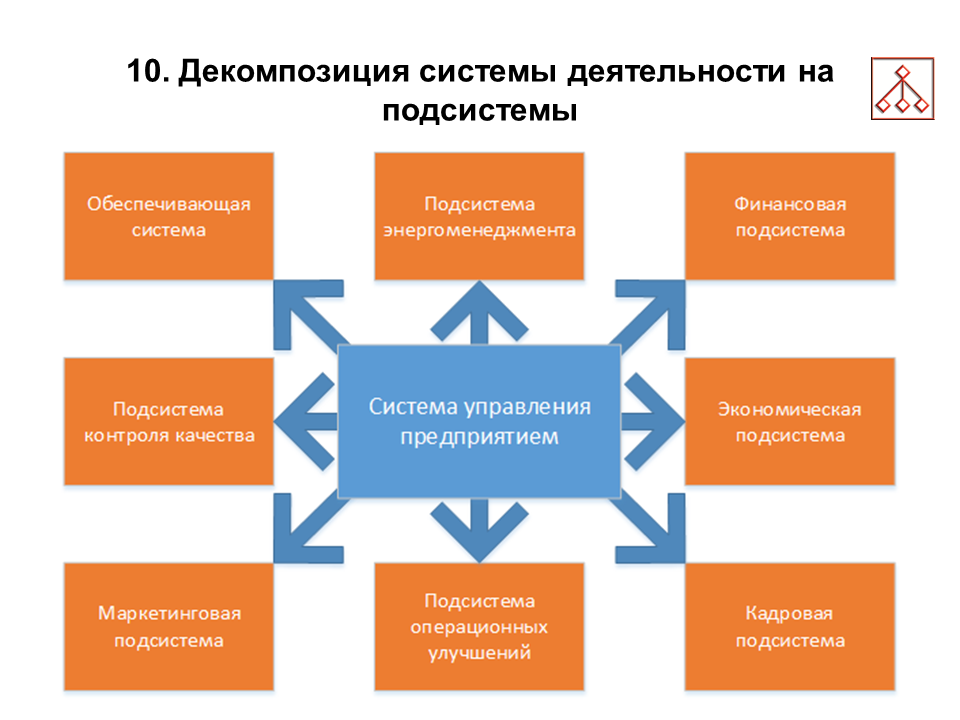 10. Декомпозиция системы деятельности на
подсистемы
Обеспечивающая
система
Подсистема
энергоменеджмента
Финансовая
подсистема
Подсистема
контроля качества
Система управления
предприятием
Экономическая
подсистема
Маркетинговая
подсистема
Подсистема
операционных
улучшений
Кадровая
подсистема